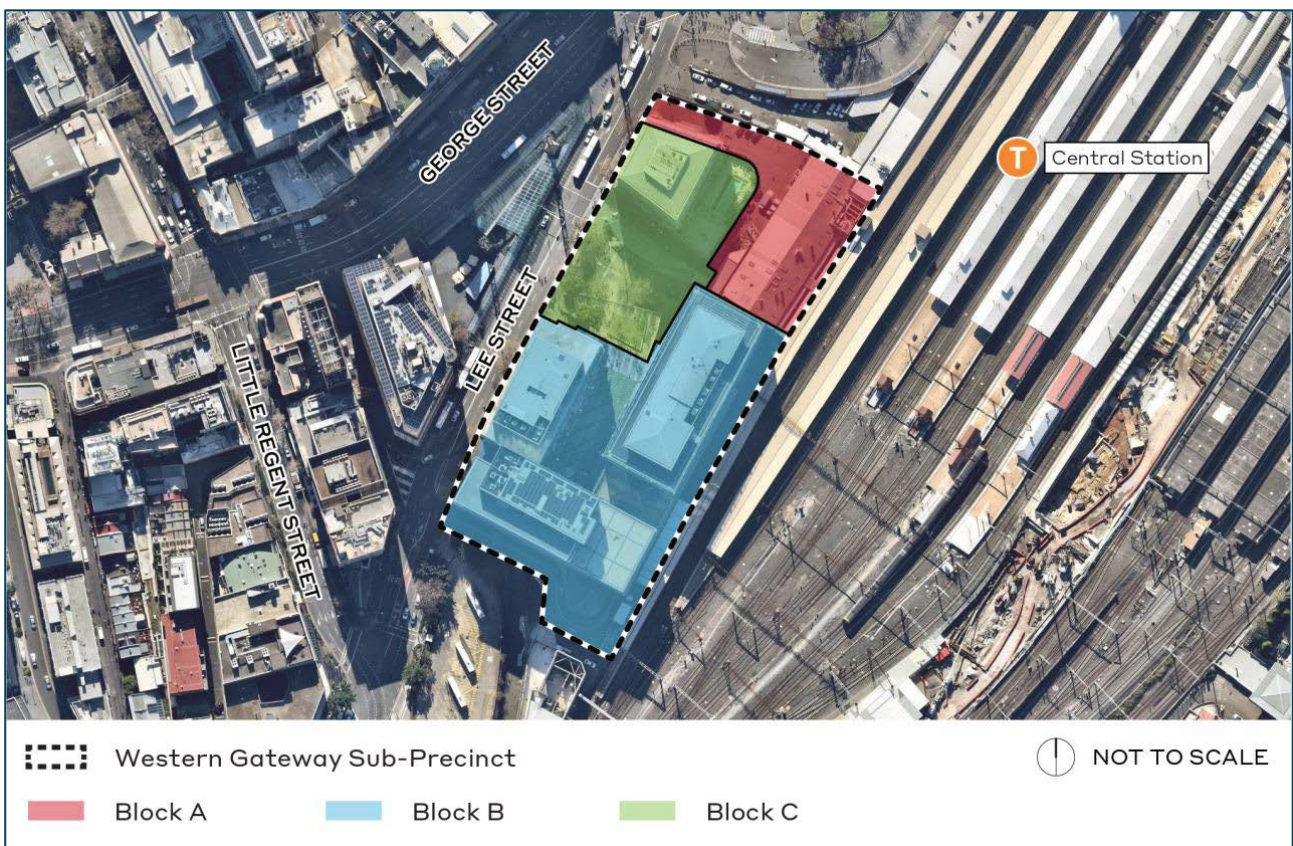 GEORGE STREET
T
Central Station
LEE STREET
LITTLE REGENT STREET
Western Gateway Sub-Precinct
NOT TO SCALE
Block A
Block B
Block C